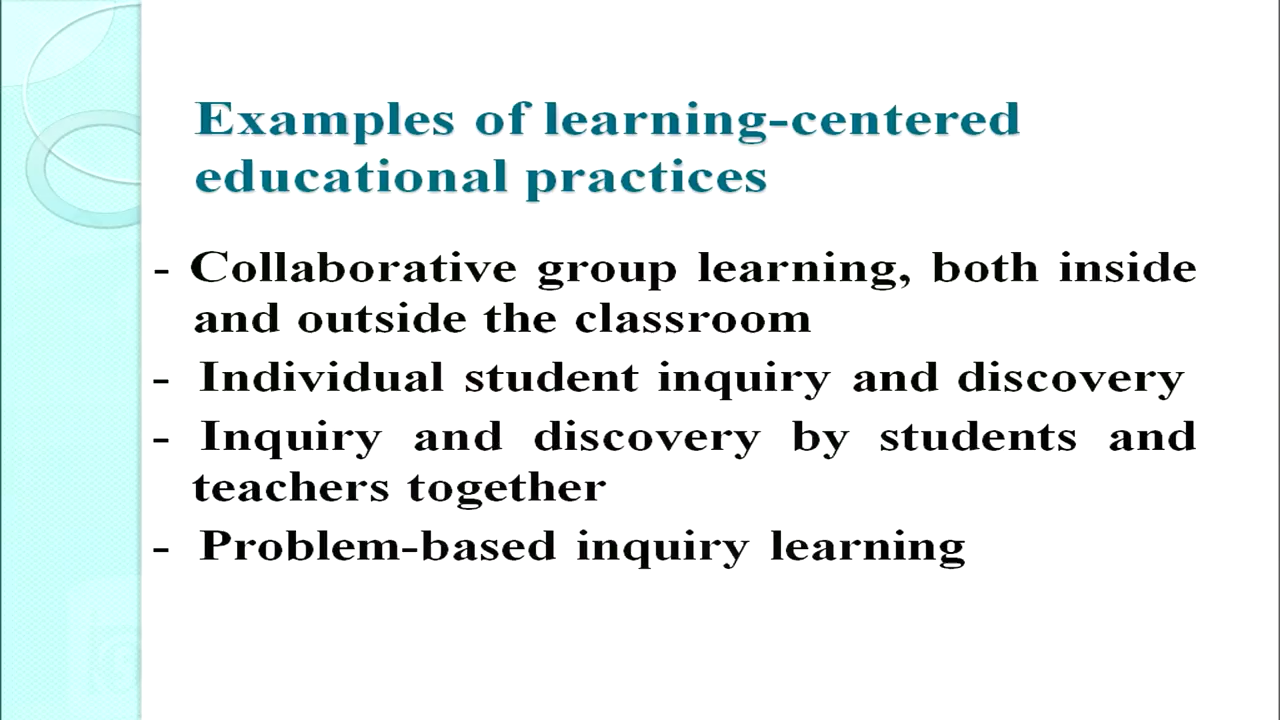 Examples of learning-centered
educational practices
- Collaborative group learning, both inside
and outside the classroom
- Individual student inquiry and discovery
- Inquiry and discovery by students and
teachers together
- Problem-based inquiry learning